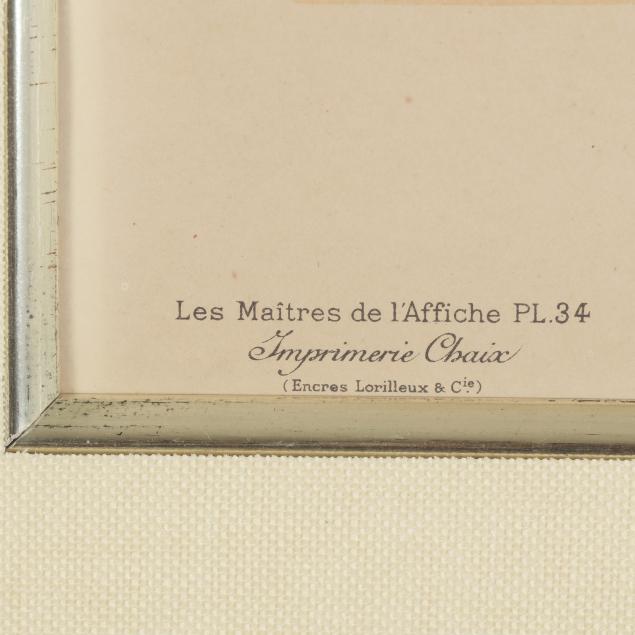 Les Maîtres de l'Affiche PL.34
Imprimerie Chaix
(Encres Lorilleux & Cie.)